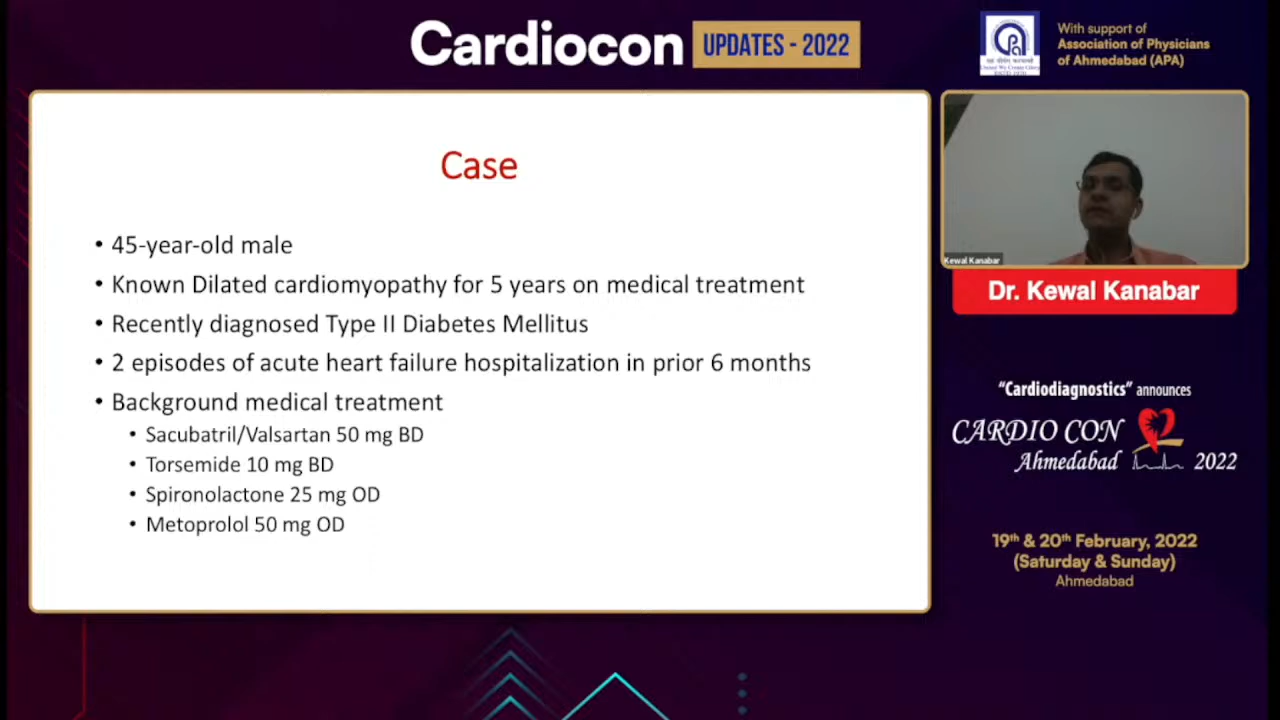 Cardiocon UPDATES - 2022
With support of
Association of Physicians
of Ahmedabad (APA)
Case
• 45-year-old male
• Known Dilated cardiomyopathy for 5 years on medical treatment
• Recently diagnosed Type II Diabetes Mellitus
• 2 episodes of acute heart failure hospitalization in prior 6 months
• Background medical treatment
• Sacubatril/Valsartan 50 mg BD
• Torsemide 10 mg BD
• Spironolactone 25 mg OD
• Metoprolol 50 mg OD
Kewal Kanabar
Dr. Kewal Kanabar
“Cardiodiagnostics” announces
CARDIO CON
Ahmedabad 2022
19th & 20th February, 2022
(Saturday & Sunday)
Ahmedabad